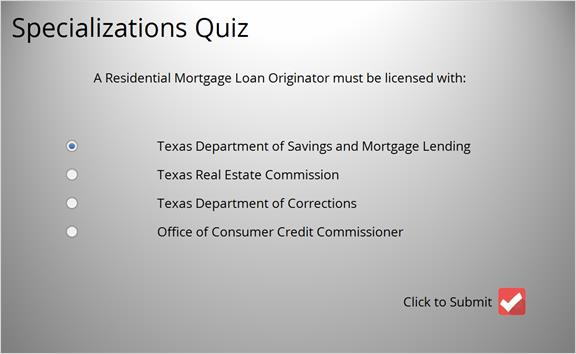 Specializations Quiz
A Residential Mortgage Loan Originator must be licensed with:
Texas Department of Savings and Mortgage Lending
Texas Real Estate Commission
Texas Department of Corrections
Office of Consumer Credit Commissioner
Click to Submit